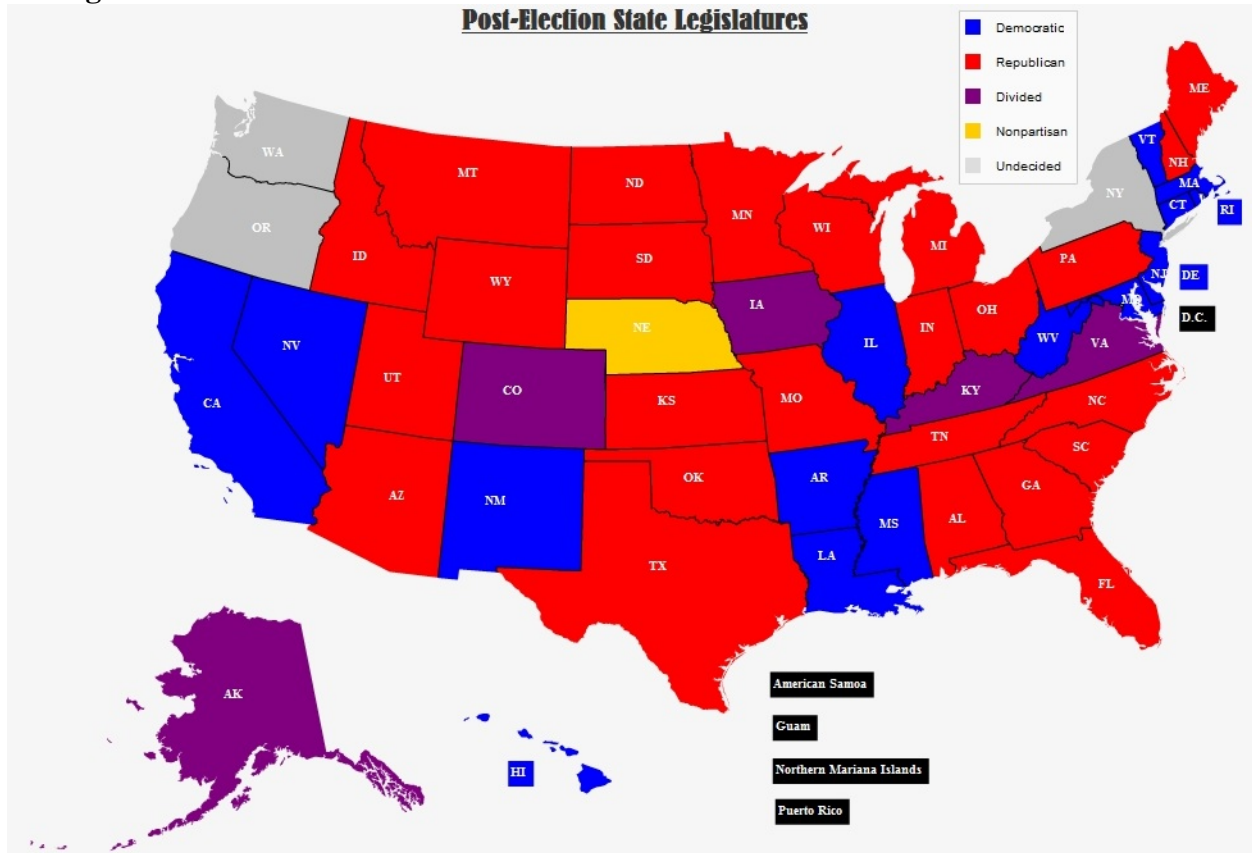 Post-Election State Legislatures
Democratic
Republican
Divided
Nonpartisan
Undecided
ME
VT
NH
WA
MT
ND
MN
MA
NY
CT
RI
OR
ID
WI
MI
SD
PA
WY
NJ
DE
IA
OH
MD
D.C.
NE
IN
WV
VA
NV
IL
UT
CO
KY
CA
KS
MO
NC
TN
SC
OK
AR
GA
AZ
NM
MS
AL
LA
TX
FL
American Samoa
AK
Guam
HI
Northern Mariana Islands
Puerto Rico